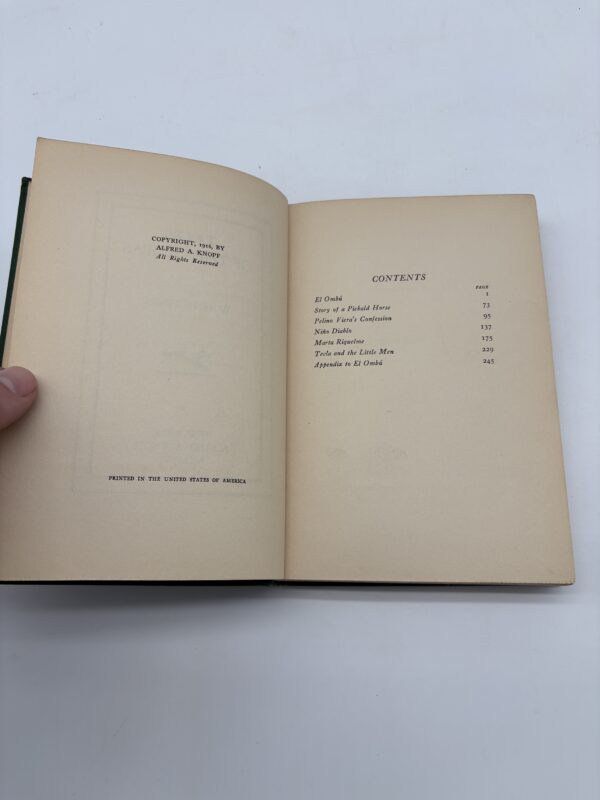 COPYRIGHT, 1916, BY
ALFRED A. KNOPF
All Rights Reserved
PRINTED IN THE UNITED STATES OF AMERICA
CONTENTS
PAGE
El Ombú 1
Story of a Piebald Horse 73
Pelino Viera's Confession 95
Niño Diablo 137
Marta Riquelme 175
Tecla and the Little Men 229
Appendix to El Ombú 245